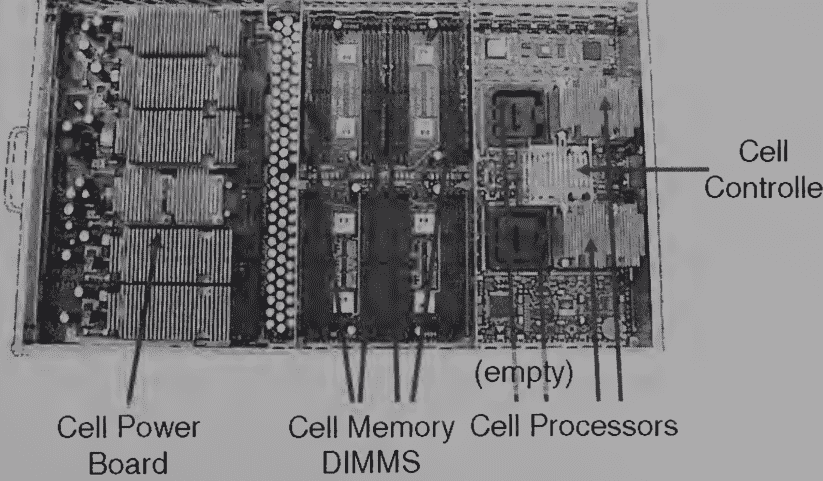 Cell
Controlle
(empty)
Cell Power
Board
Cell Memory
DIMMS
Cell Processors